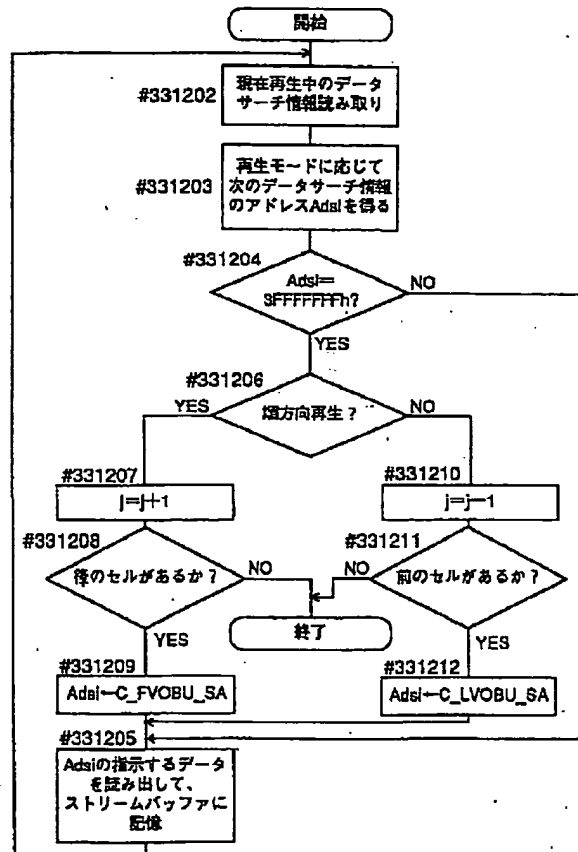 開始
#331202
現在再生中のデータ
サーチ情報読み取り
#331203
再生モードに応じて
次のデータサーチ情報
のアドレスAdsiを得る
#331204
Adsi==
3FFFFFFFh?
NO
YES
#331206
YES
順方向再生？
NO
#331207
j=j+1
#331210
j=j−1
#331208
後のセルがあるか？
NO
YES
#331211
NO
前のセルがあるか？
YES
終了
#331209
Adsi←C_FVOBU_SA
#331212
Adsi←C_LVOBU_SA
#331205
Adsiの指示するデータ
を読み出して、
ストリームバッファに
記憶